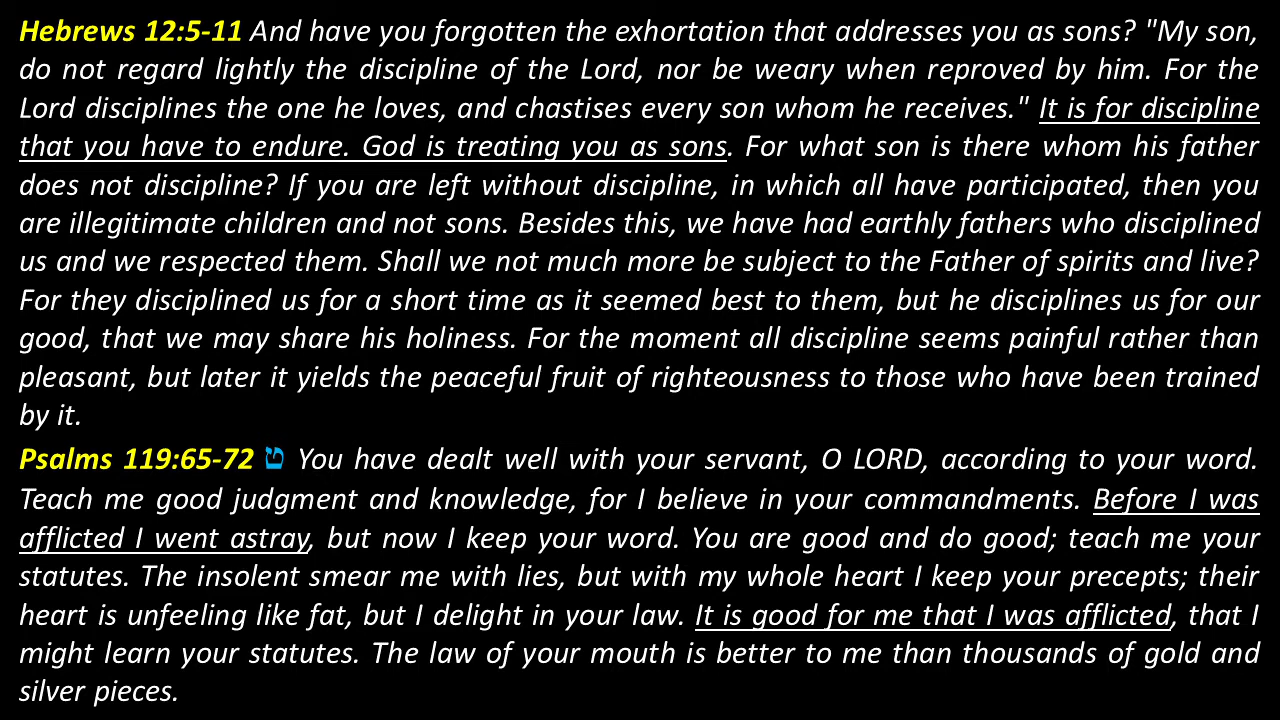 Hebrews 12:5-11 And have you forgotten the exhortation that addresses you as sons? "My son,
do not regard lightly the discipline of the Lord, nor be weary when reproved by him. For the
Lord disciplines the one he loves, and chastises every son whom he receives." It is for discipline
that you have to endure. God is treating you as sons. For what son is there whom his father
does not discipline? If you are left without discipline, in which all have participated, then you
are illegitimate children and not sons. Besides this, we have had earthly fathers who disciplined
us and we respected them. Shall we not much more be subject to the Father of spirits and live?
For they disciplined us for a short time as it seemed best to them, but he disciplines us for our
good, that we may share his holiness. For the moment all discipline seems painful rather than
pleasant, but later it yields the peaceful fruit of righteousness to those who have been trained
by it.
Psalms 119:65-72 ט You have dealt well with your servant, O LORD, according to your word.
Teach me good judgment and knowledge, for I believe in your commandments. Before I was
afflicted I went astray, but now I keep your word. You are good and do good; teach me your
statutes. The insolent smear me with lies, but with my whole heart I keep your precepts; their
heart is unfeeling like fat, but I delight in your law. It is good for me that I was afflicted, that I
might learn your statutes. The law of your mouth is better to me than thousands of gold and
silver pieces.